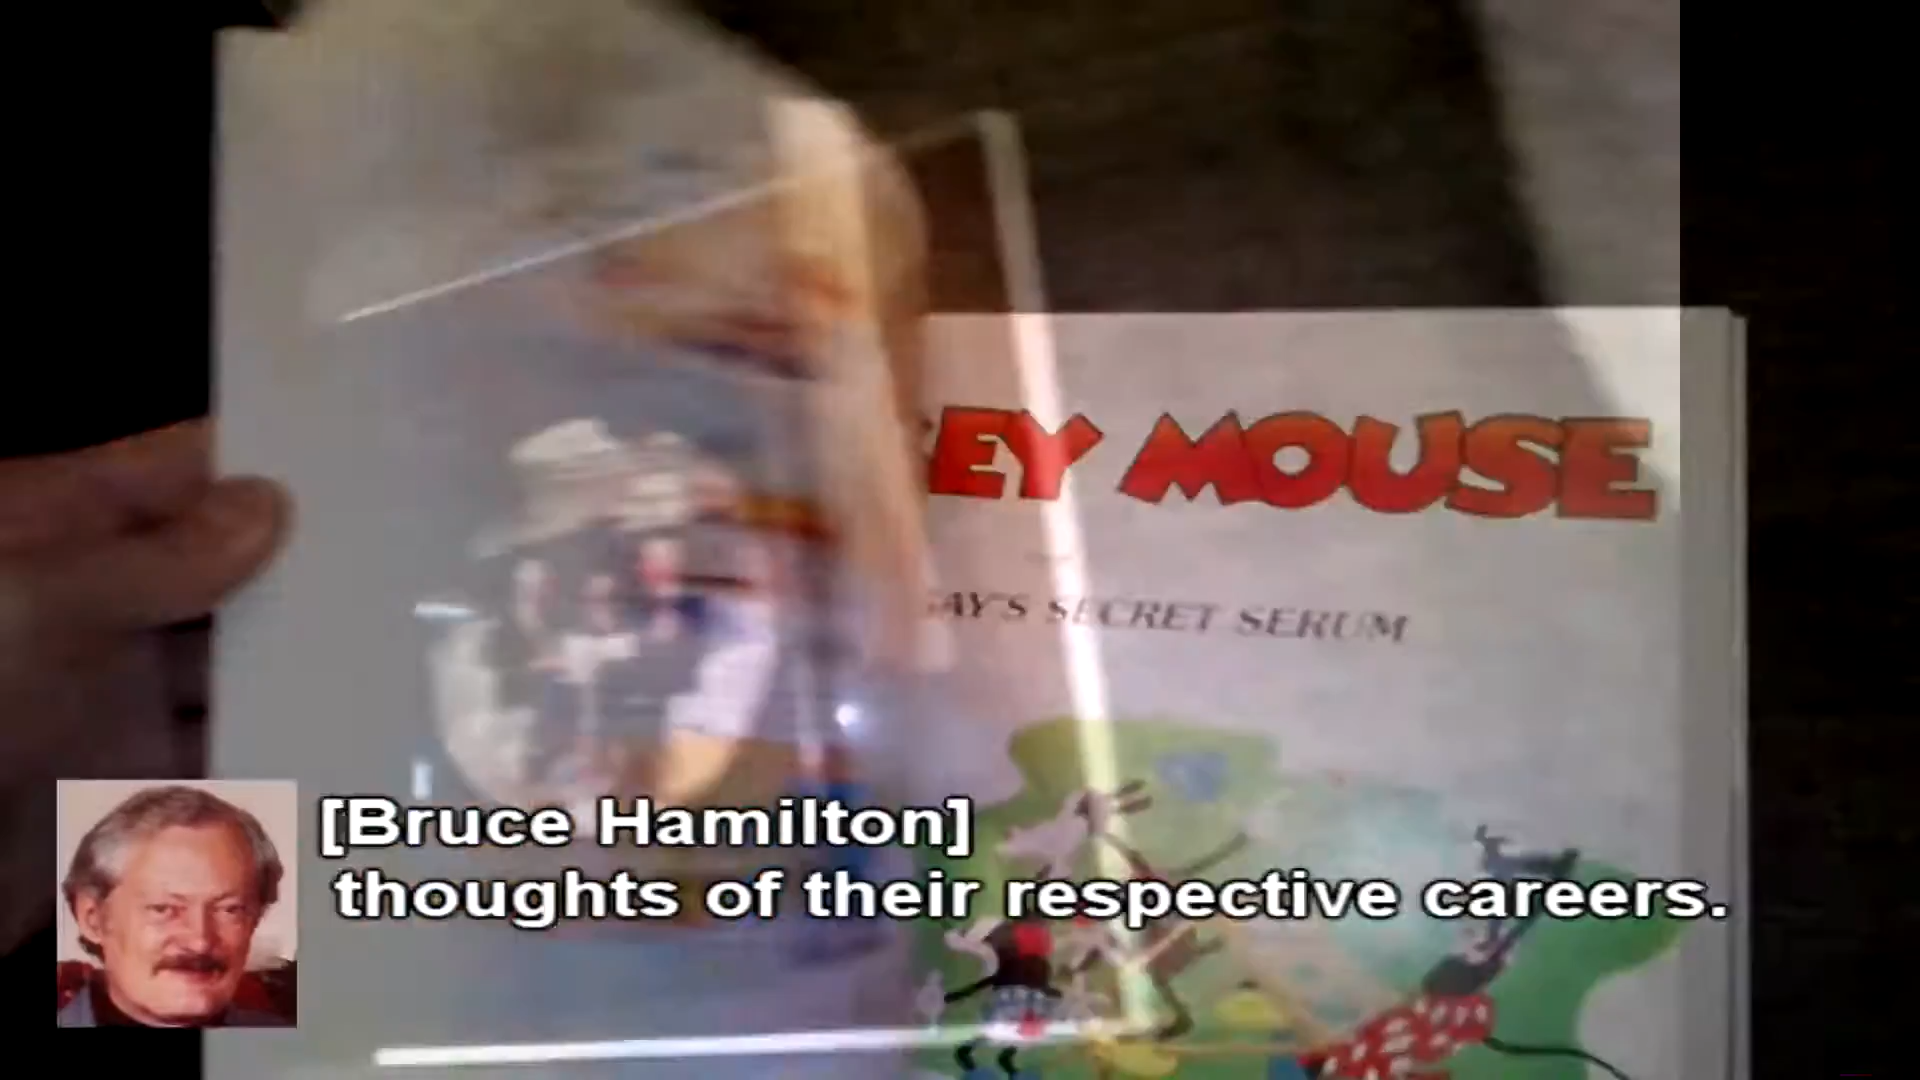 EY MOUSE
AY'S SECRET SERUM
[Bruce Hamilton]
thoughts of their respective careers.